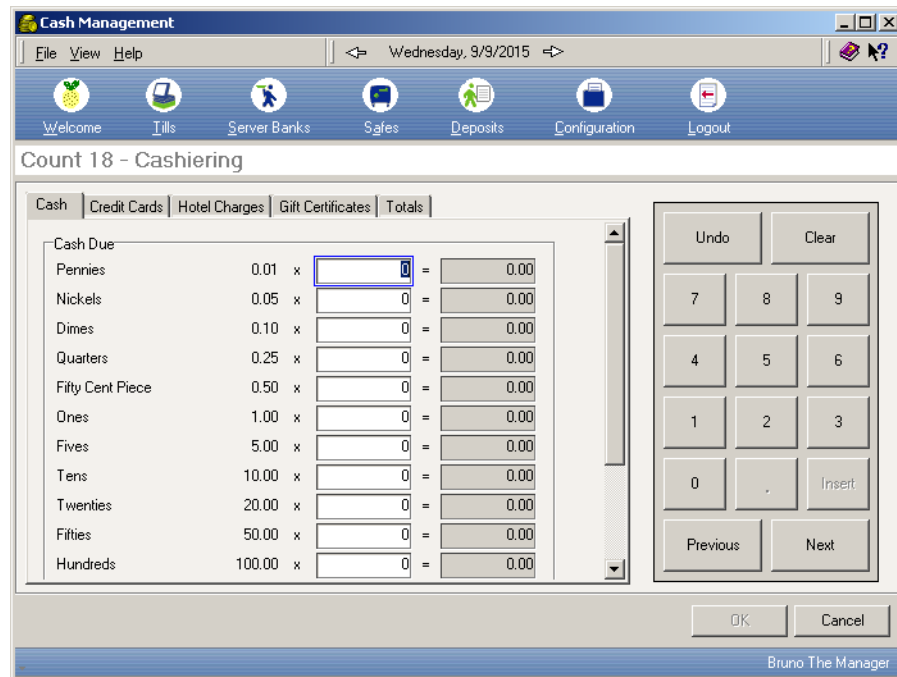 Cash Management
File View Help Wednesday, 9/9/2015
Welcome Tills Server Banks Safes Deposits Configuration Logout
Count 18 - Cashiering
Cash Credit Cards Hotel Charges Gift Certificates Totals
Cash Due
Pennies 0.01 x 0 = 0.00
Nickels 0.05 x 0 = 0.00
Dimes 0.10 x 0 = 0.00
Quarters 0.25 x 0 = 0.00
Fifty Cent Piece 0.50 x 0 = 0.00
Ones 1.00 x 0 = 0.00
Fives 5.00 x 0 = 0.00
Tens 10.00 x 0 = 0.00
Twenties 20.00 x 0 = 0.00
Fifties 50.00 x 0 = 0.00
Hundreds 100.00 x 0 = 0.00
Undo Clear
7 8 9
4 5 6
1 2 3
0 . Insert
Previous Next
OK Cancel
Bruno The Manager